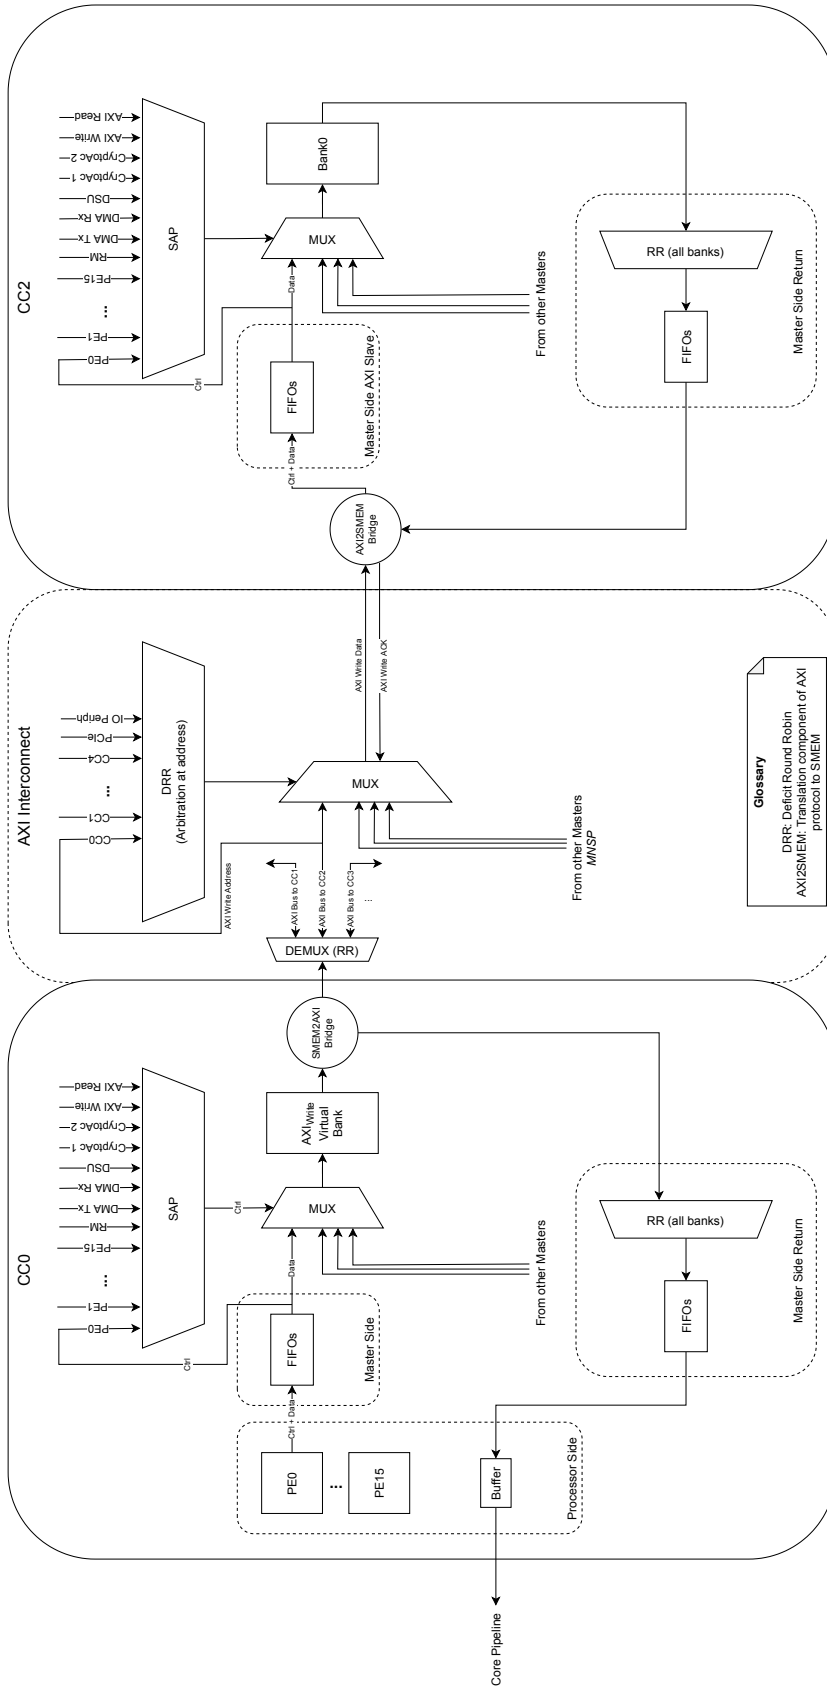 CC0
PE0
PE1
...
PE15
RM
DMA Tx
DMA Rx
DSU
CryptoAc 1
CryptoAc 2
AXI Write
AXI Read
SAP
Ctrl
Ctrl
PE0
...
PE15
Processor Side
Ctrl + Data
FIFOs
Master Side
Data
MUX
From other Masters
AXIWrite
Virtual
Bank
SMEM2AXI
Bridge
RR (all banks)
FIFOs
Master Side Return
Buffer
Core Pipeline
AXI Interconnect
CC0
CC1
...
CC4
PCIe
IO Periph
DRR
(Arbitration at address)
AXI Write Address
DEMUX (RR)
AXI Bus to CC1
AXI Bus to CC2
AXI Bus to CC3
...
MUX
From other Masters
MNSP
AXI Write Data
AXI Write ACK
Glossary
DRR: Deficit Round Robin
AXI2SMEM: Translation component of AXI
protocol to SMEM
CC2
PE0
PE1
...
PE15
RM
DMA Tx
DMA Rx
DSU
CryptoAc 1
CryptoAc 2
AXI Write
AXI Read
SAP
Ctrl
AXI2SMEM
Bridge
Ctrl + Data
FIFOs
Master Side AXI Slave
Data
MUX
From other Masters
Bank0
RR (all banks)
FIFOs
Master Side Return